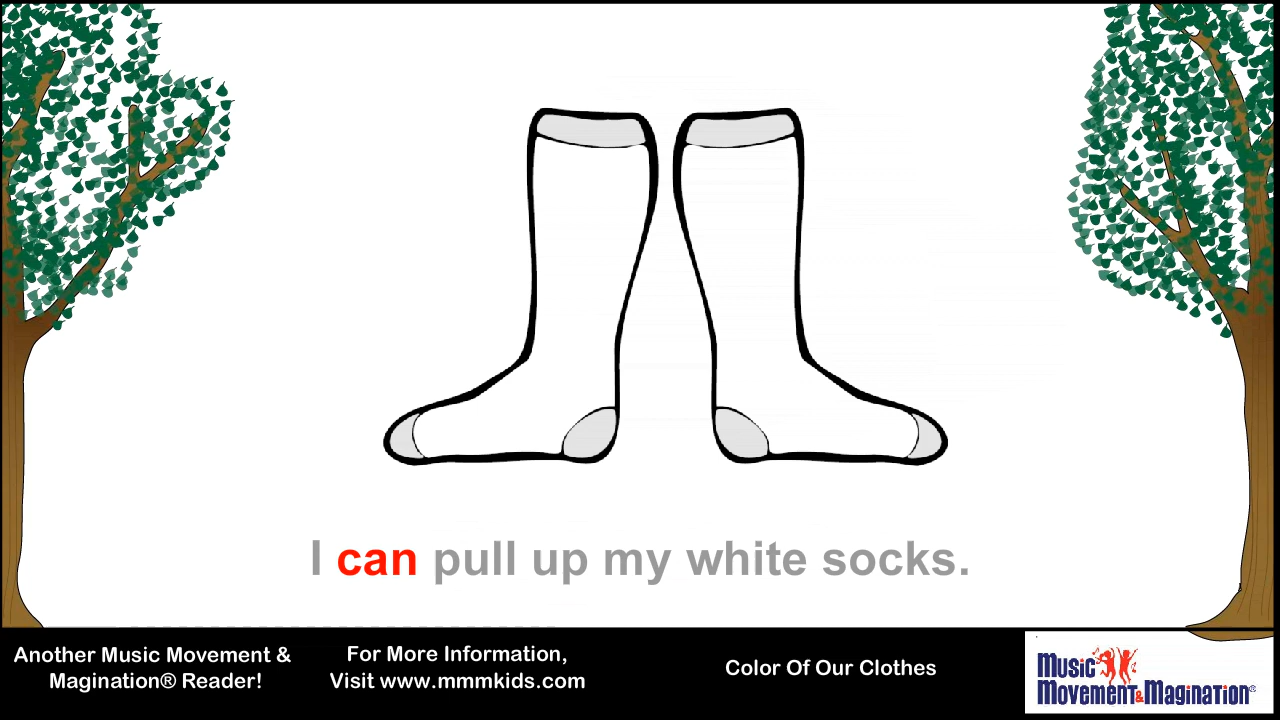 I can pull up my white socks.
Another Music Movement &
Magination® Reader!
For More Information,
Visit www.mmmkids.com
Color Of Our Clothes
Music
Movement & Magination®